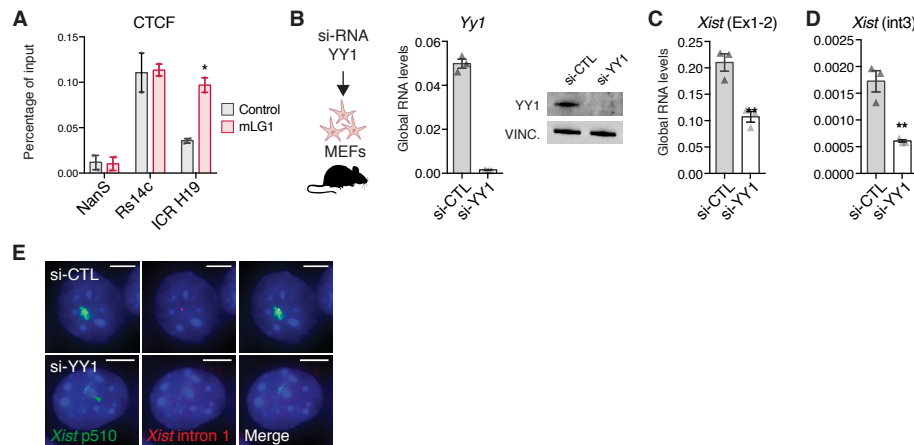 A
CTCF
Percentage of input
0.15
0.10
0.05
0.00
*
Control
mLG1
NanS
Rs14c
ICR H19
B
si-RNA
YY1
MEFs
Yy1
Global RNA levels
0.06
0.04
0.02
0.00
si-CTL
si-YY1
si-CTL
si-YY1
YY1
VINC.
C
Xist (Ex1-2)
Global RNA levels
0.25
0.20
0.15
0.10
0.05
0.00
**
si-CTL
si-YY1
D
Xist (int3)
0.0025
0.0020
0.0015
0.0010
0.0005
0.0000
**
si-CTL
si-YY1
E
si-CTL
si-YY1
Xist p510
Xist intron 1
Merge